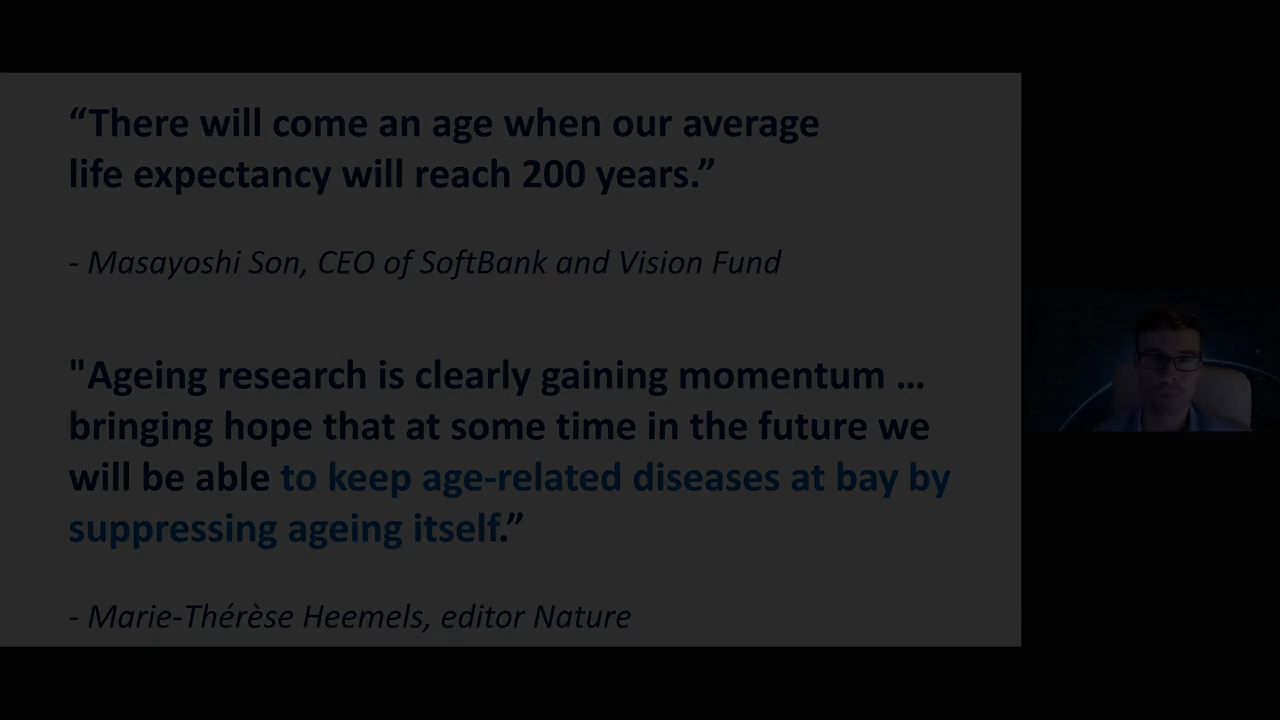 “There will come an age when our average
life expectancy will reach 200 years.”
- Masayoshi Son, CEO of SoftBank and Vision Fund
"Ageing research is clearly gaining momentum ...
bringing hope that at some time in the future we
will be able to keep age-related diseases at bay by
suppressing ageing itself.”
- Marie-Thérèse Heemels, editor Nature